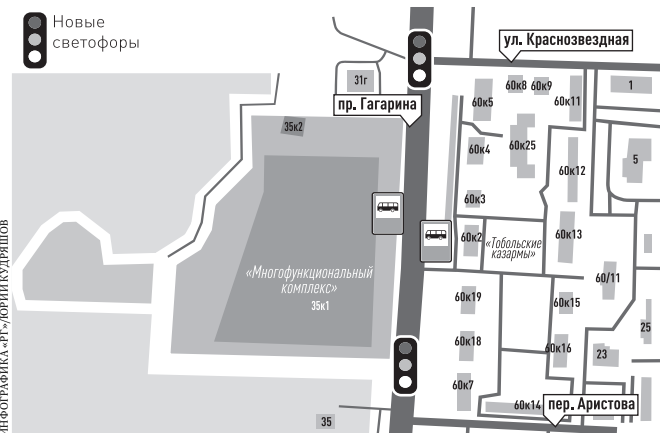 Новые
светофоры
ул. Краснозвездная
31г
пр. Гагарина
60к8
60к9
1
60к5
60к11
35к2
60к25
60к4
60к12
5
60к3
60к2
«Тобольские
казармы»
60к13
«Многофункциональный
комплекс»
35к1
60/11
60к19
60к15
25
60к18
60к16
23
60к7
60к14
пер. Аристова
35
ИНФОГРАФИКА «РГ»/ЮРИЙ КУДРЯШОВ